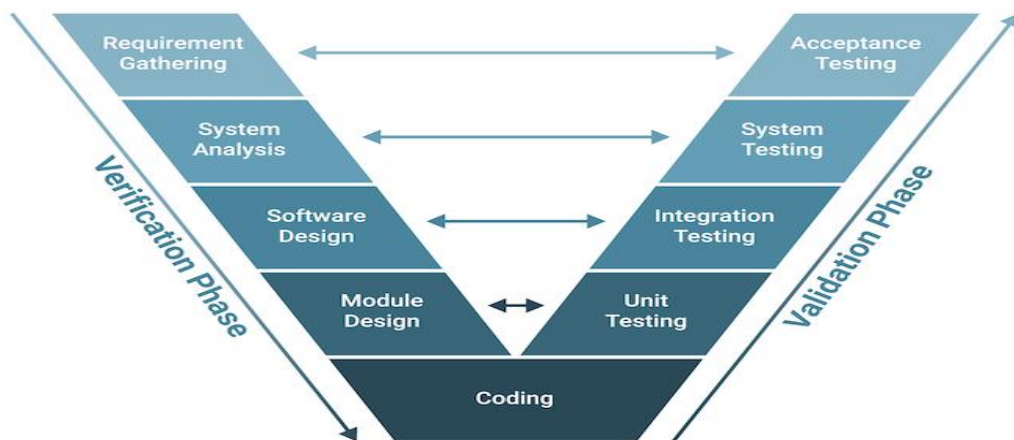 Requirement
Gathering
Acceptance
Testing
System
Analysis
System
Testing
Software
Design
Integration
Testing
Module
Design
Unit
Testing
Coding
Verification Phase
Validation Phase